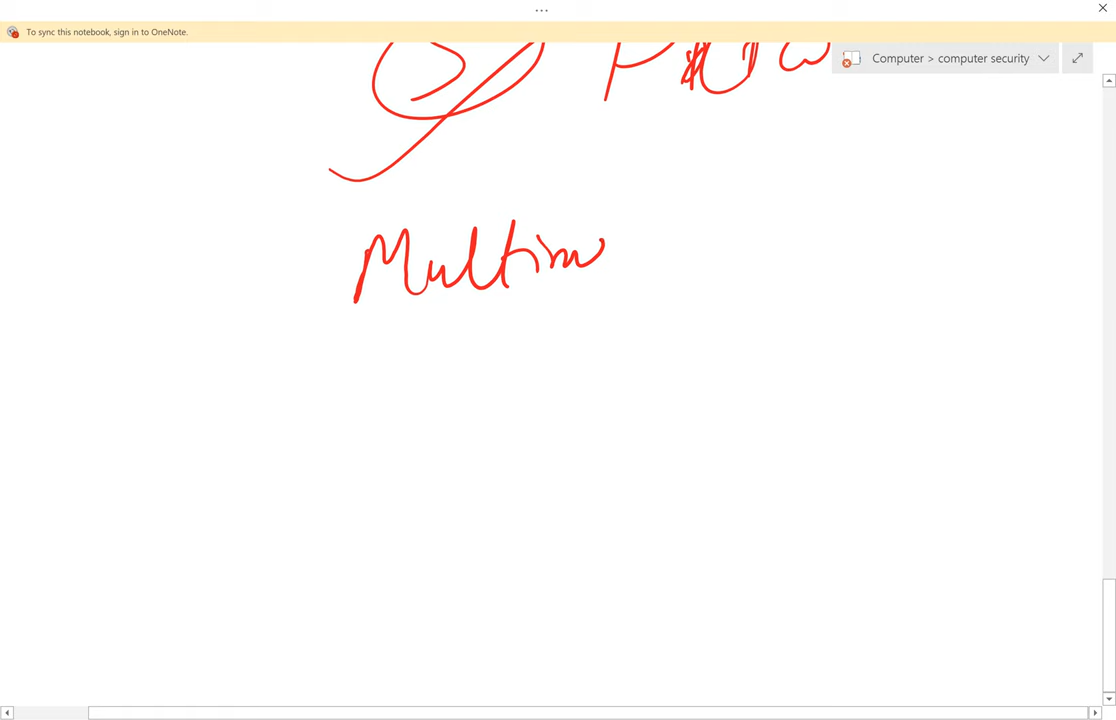 To sync this notebook, sign in to OneNote.
Computer > computer security
Multim